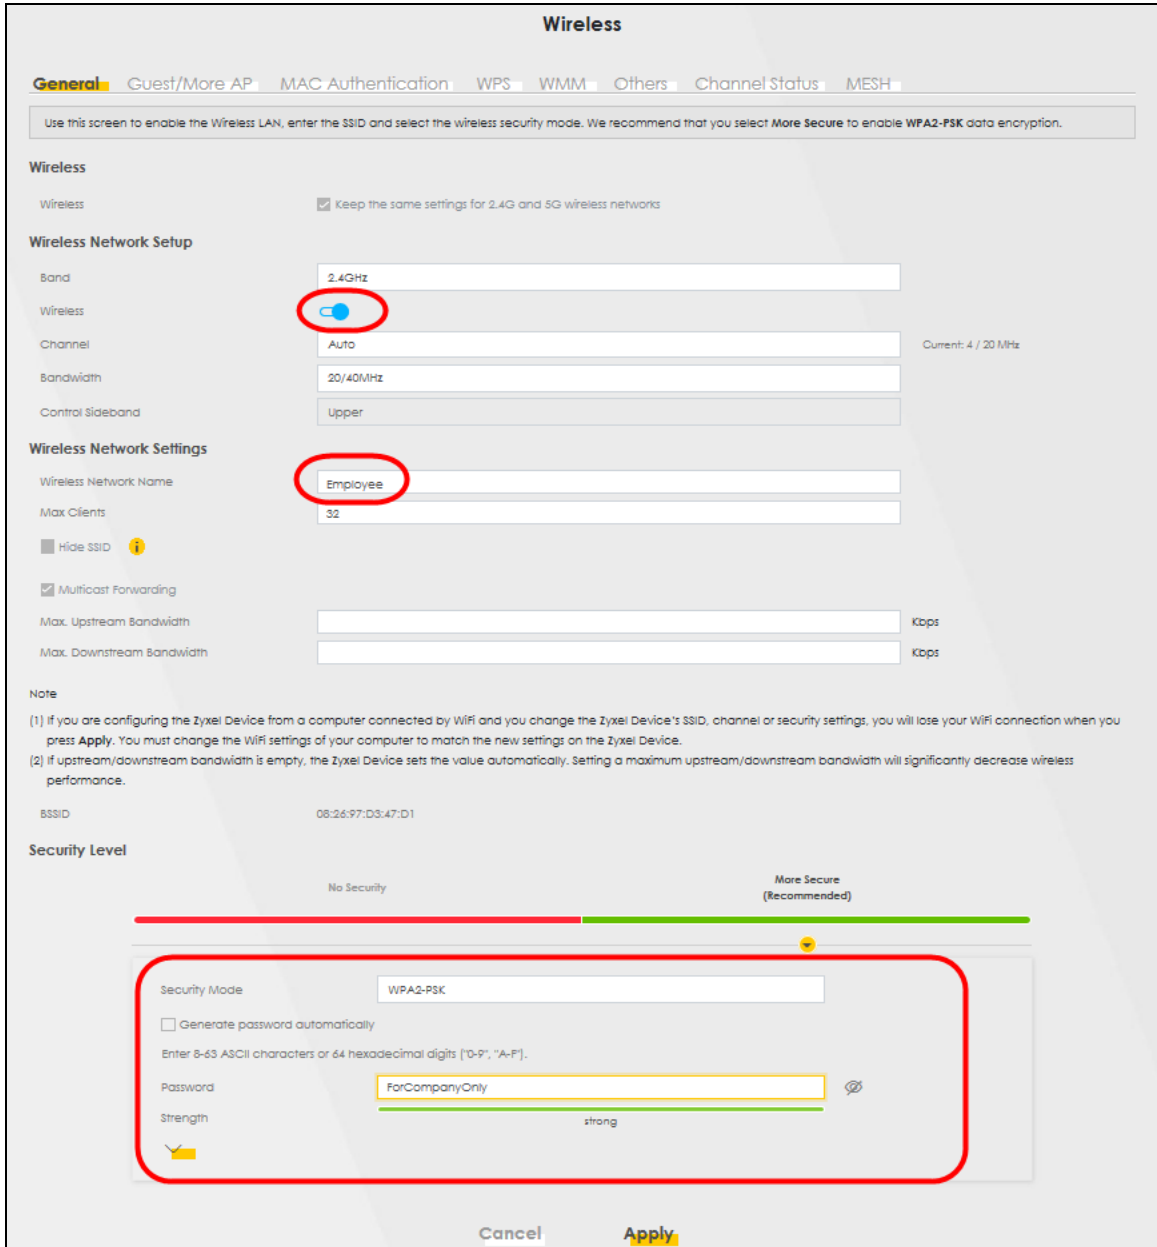 Wireless
General Guest/More AP MAC Authentication WPS WMM Others Channel Status MESH
Use this screen to enable the Wireless LAN, enter the SSID and select the wireless security mode. We recommend that you select More Secure to enable WPA2-PSK data encryption.
Wireless
Wireless Keep the same settings for 2.4G and 5G wireless networks
Wireless Network Setup
Band 2.4GHz
Wireless
Channel Auto Current: 4 / 20 MHz
Bandwidth 20/40MHz
Control Sideband Upper
Wireless Network Settings
Wireless Network Name Employee
Max Clients 32
Hide SSID i
Multicast Forwarding
Max. Upstream Bandwidth Kbps
Max. Downstream Bandwidth Kbps
Note
(1) If you are configuring the Zyxel Device from a computer connected by WiFi and you change the Zyxel Device's SSID, channel or security settings, you will lose your WiFi connection when you
press Apply. You must change the WiFi settings of your computer to match the new settings on the Zyxel Device.
(2) If upstream/downstream bandwidth is empty, the Zyxel Device sets the value automatically. Setting a maximum upstream/downstream bandwidth will significantly decrease wireless
performance.
BSSID 08:26:97:D3:47:D1
Security Level
No Security More Secure
(Recommended)
Security Mode WPA2-PSK
Generate password automatically
Enter 8-63 ASCII characters or 64 hexadecimal digits ("0-9", "A-F").
Password ForCompanyOnly
Strength strong
Cancel Apply